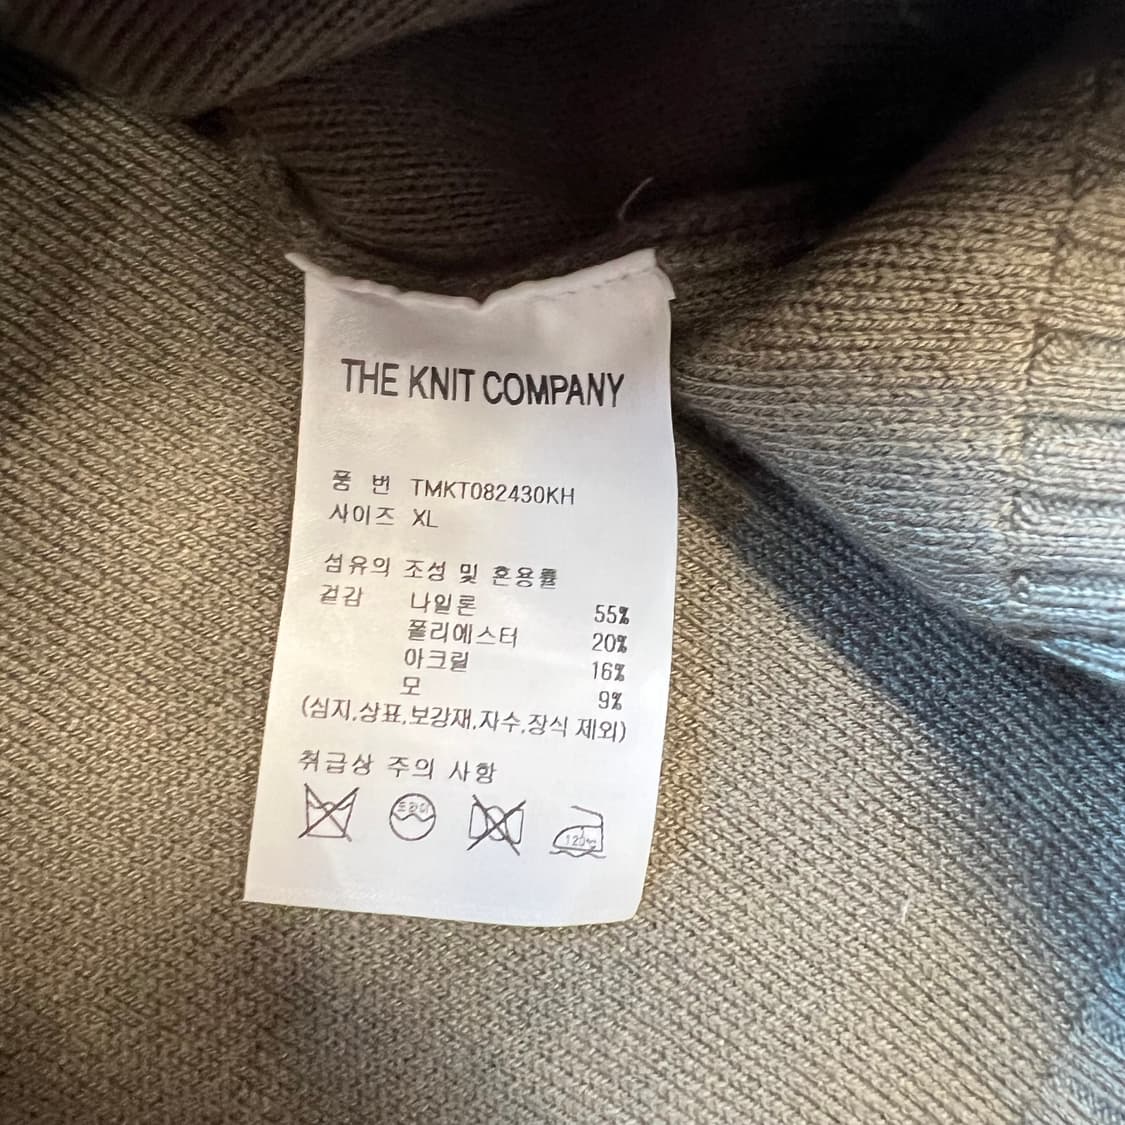 THE KNIT COMPANY
품 번 TMKT082430KH
사이즈 XL
섬유의 조성 및 혼용률
겉감 나일론 55%
폴리에스터 20%
아크릴 16%
모 9%
(심지,상표,보강재,자수,장식 제외)
취급상 주의 사항
드라이 120℃